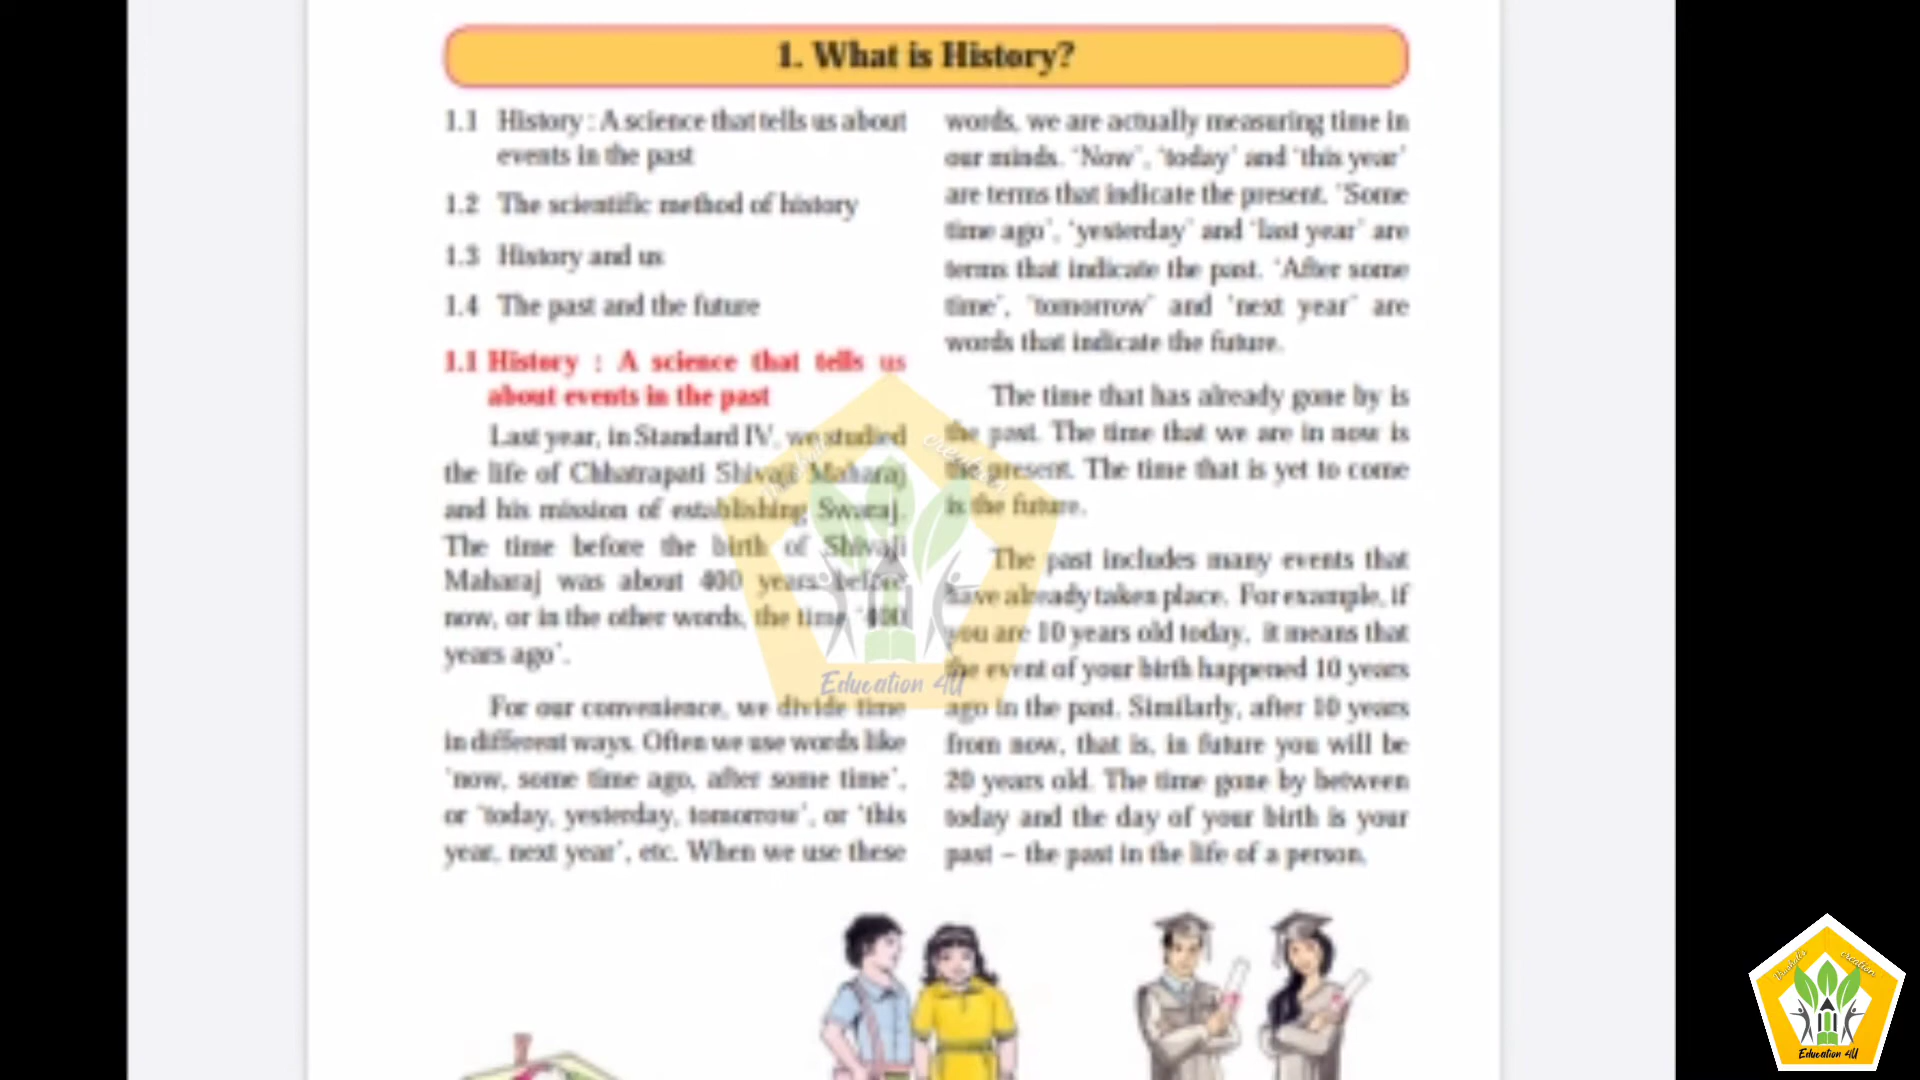 1. What is History?
1.1 History : A science that tells us about
events in the past
1.2 The scientific method of history
1.3 History and us
1.4 The past and the future
1.1 History : A science that tells us
about events in the past
Last year, in Standard IV, we studied
the life of Chhatrapati Shivaji Maharaj
and his mission of establishing Swaraj.
The time before the birth of Shivaji
Maharaj was about 400 years before
now, or in the other words, the time '400
years ago'.
For our convenience, we divide time
in different ways. Often we use words like
'now, some time ago, after some time',
or 'today, yesterday, tomorrow', or 'this
year, next year', etc. When we use these
words, we are actually measuring time in
our minds. 'Now', 'today' and 'this year'
are terms that indicate the present. 'Some
time ago', 'yesterday' and 'last year' are
terms that indicate the past. 'After some
time', 'tomorrow' and 'next year' are
words that indicate the future.
The time that has already gone by is
the past. The time that we are in now is
the present. The time that is yet to come
is the future.
The past includes many events that
have already taken place. For example, if
you are 10 years old today, it means that
the event of your birth happened 10 years
ago in the past. Similarly, after 10 years
from now, that is, in future you will be
20 years old. The time gone by between
today and the day of your birth is your
past – the past in the life of a person.
creation
Education 4U
creation
Education 4U